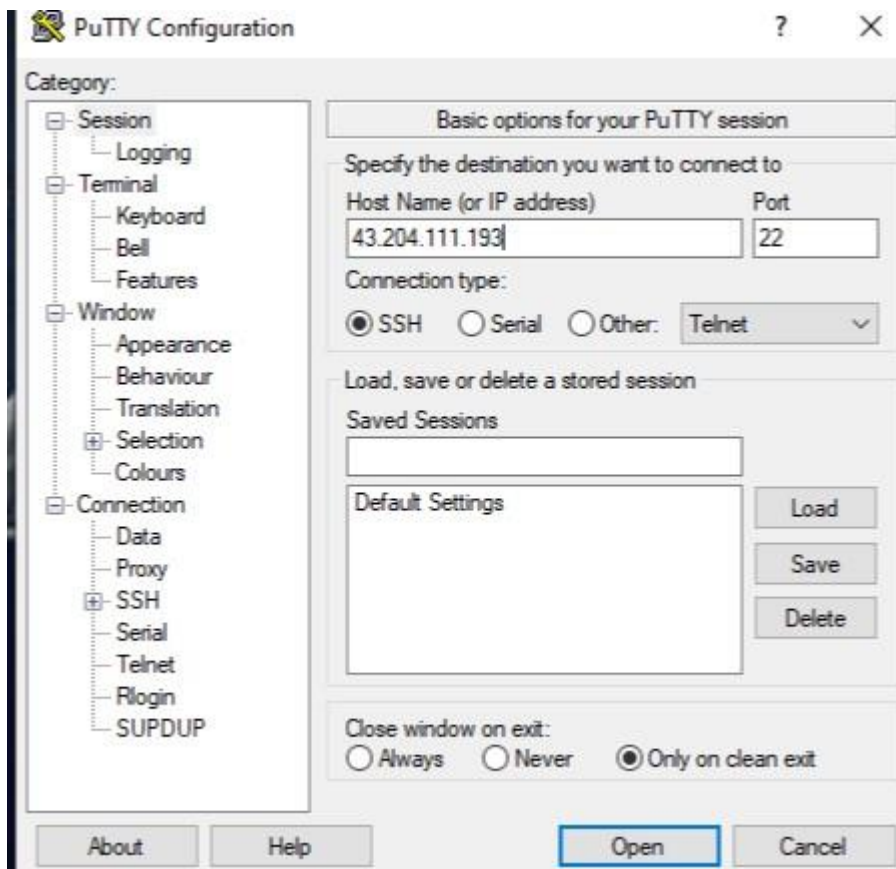 PuTTY Configuration
?
Category:
Session
Logging
Terminal
Keyboard
Bell
Features
Window
Appearance
Behaviour
Translation
Selection
Colours
Connection
Data
Proxy
SSH
Serial
Telnet
Rlogin
SUPDUP
Basic options for your PuTTY session
Specify the destination you want to connect to
Host Name (or IP address) Port
43.204.111.193 22
Connection type:
SSH Serial Other: Telnet
Load, save or delete a stored session
Saved Sessions
Default Settings
Load
Save
Delete
Close window on exit:
Always Never Only on clean exit
About Help Open Cancel